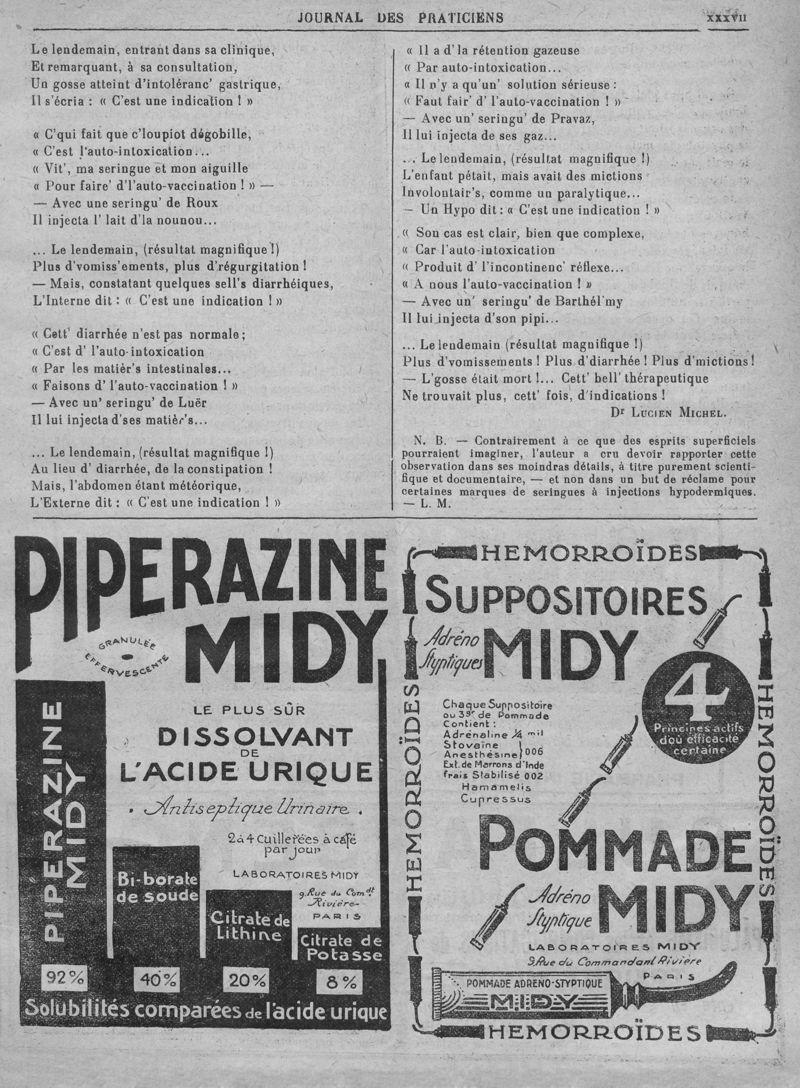 JOURNAL DES PRATICIENS
XXXVII
Le lendemain, entrant dans sa clinique,
Et remarquant, à sa consultation,
Un gosse atteint d'intoléranc' gastrique,
Il s'écria : « C'est une indication ! »
« C'qui fait que c'loupiot dégobille,
« C'est l'auto-intoxication...
« Vit', ma seringue et mon aiguille
« Pour faire' d'l'auto-vaccination ! » —
— Avec une seringu' de Roux
Il injecta l' lait d'la nounou...
... Le lendemain, (résultat magnifique !)
Plus d'vomiss'ements, plus d'régurgitation !
— Mais, constatant quelques sell's diarrhéiques,
L'Interne dit : « C'est une indication ! »
« Cett' diarrhée n'est pas normale ;
« C'est d' l'auto-intoxication
« Par les matièr's intestinales...
« Faisons d' l'auto-vaccination ! »
— Avec un' seringu' de Luër
Il lui injecta d'ses matièr's...
... Le lendemain, (résultat magnifique !)
Au lieu d' diarrhée, de la constipation !
Mais, l'abdomen étant météorique,
L'Externe dit : « C'est une indication ! »
« Il a d' la rétention gazeuse
« Par auto-intoxication...
« Il n'y a qu'un' solution sérieuse :
« Faut fair' d' l'auto-vaccination ! »
— Avec un' seringu' de Pravaz,
Il lui injecta de ses gaz...
... Le lendemain, (résultat magnifique !)
L'enfant pétait, mais avait des mictions
Involontair's, comme un paralytique...
— Un Hypo dit : « C'est une indication ! »
« Son cas est clair, bien que complexe,
« Car l'auto-intoxication
« Produit d' l'incontinenc' réflexe...
« A nous l'auto-vaccination ! »
— Avec un' seringu' de Barthél'my
Il lui injecta d'son pipi...
... Le lendemain (résultat magnifique !)
Plus d'vomissements ! Plus d'diarrhée ! Plus d'mictions !
— L'gosse était mort !... Cett' bell' thérapeutique
Ne trouvait plus, cett' fois, d'indications !
Dr LUCIEN MICHEL.
N. B. — Contrairement à ce que des esprits superficiels
pourraient imaginer, l'auteur a cru devoir rapporter cette
observation dans ses moindras détails, à titre purement scienti-
fique et documentaire, — et non dans un but de réclame pour
certaines marques de seringues à injections hypodermiques.
— L. M.
PIPERAZINE
MIDY
GRANULÉE
EFFERVESCENTE
LE PLUS SÛR
DISSOLVANT
DE
L'ACIDE URIQUE
• Antiseptique Urinaire.
2 à 4 Cuillerées à café
par jour
LABORATOIRES MIDY
9, Rue du Comdt
Rivière-
PARIS
PIPÉRAZINE
MIDY
Bi-borate
de soude
Citrate de
Lithine
Citrate de
Potasse
92%
40%
20%
8%
Solubilités comparées de l'acide urique
HEMORROÏDES
SUPPOSITOIRES
Adréno
Styptiques
MIDY
4
Principes actifs
d'où efficacité
certaine
Chaque Suppositoire
ou 3gr de Pommade
Contient :
Adrénaline 1/4 mil
Stovaïne
Anesthésine } 006
Ext. de Marrons d'Inde
frais Stabilisé 002
Hamamelis
Cupressus
HEMORROÏDES
HEMORROÏDES
POMMADE
Adréno
Styptique
MIDY
LABORATOIRES MIDY
9 Rue du Commandant Rivière
PARIS
POMMADE ADRENO-STYPTIQUE
MIDY
HEMORROÏDES